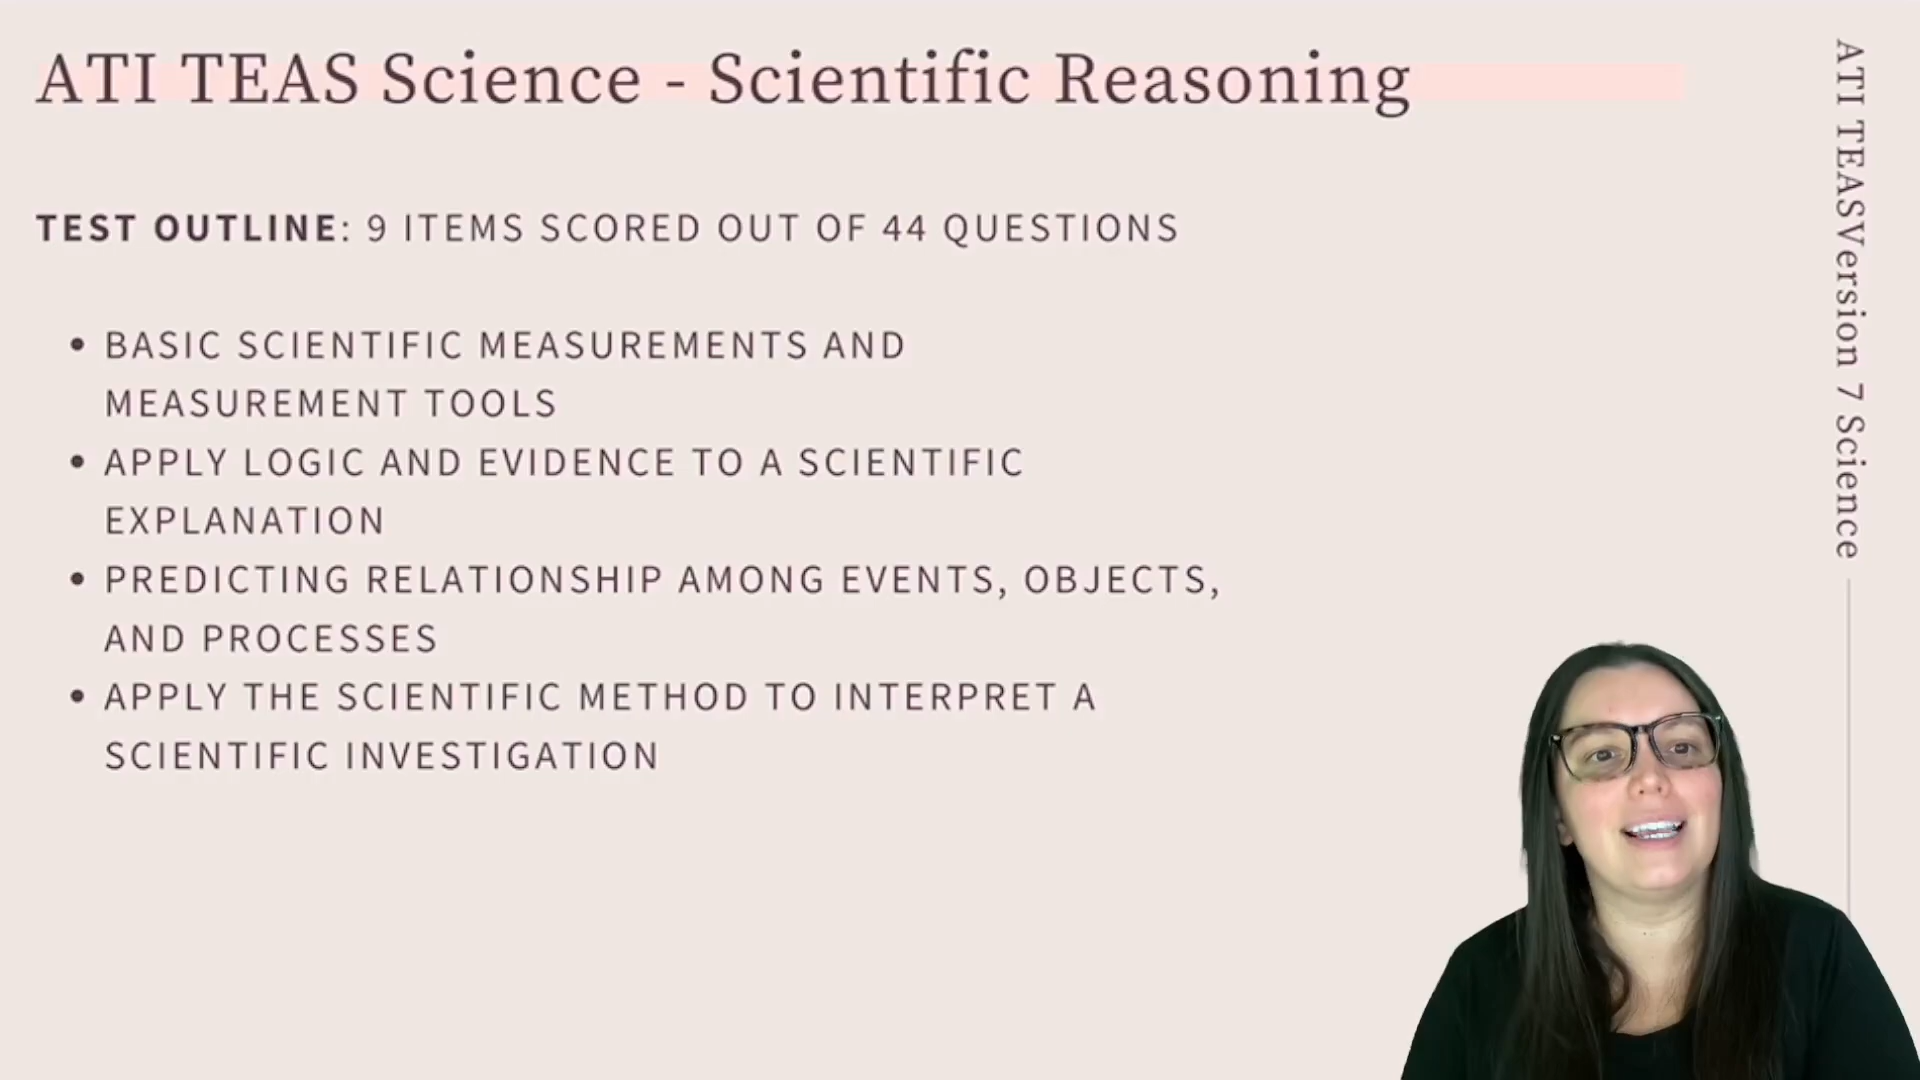 ATI TEAS Science - Scientific Reasoning
TEST OUTLINE: 9 ITEMS SCORED OUT OF 44 QUESTIONS
• BASIC SCIENTIFIC MEASUREMENTS AND
MEASUREMENT TOOLS
• APPLY LOGIC AND EVIDENCE TO A SCIENTIFIC
EXPLANATION
• PREDICTING RELATIONSHIP AMONG EVENTS, OBJECTS,
AND PROCESSES
• APPLY THE SCIENTIFIC METHOD TO INTERPRET A
SCIENTIFIC INVESTIGATION
ATI TEASVersion 7 Science